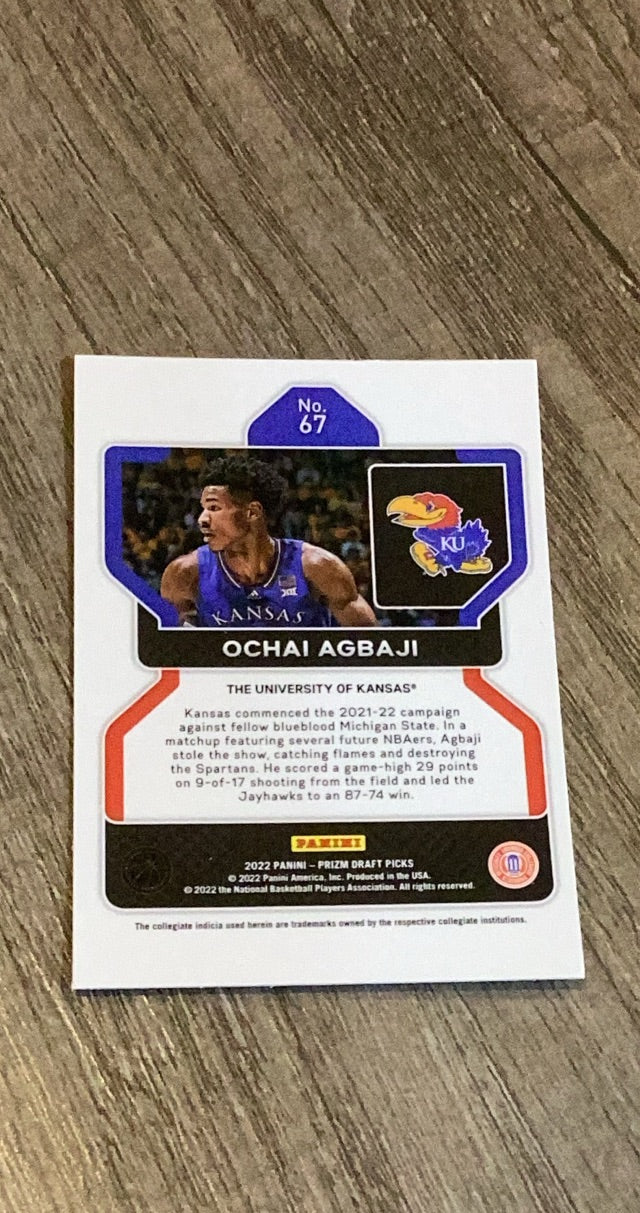 No.
67
KU
KANSAS
OCHAI AGBAJI
THE UNIVERSITY OF KANSAS®
Kansas commenced the 2021-22 campaign
against fellow blueblood Michigan State. In a
matchup featuring several future NBAers, Agbaji
stole the show, catching flames and destroying
the Spartans. He scored a game-high 29 points
on 9-of-17 shooting from the field and led the
Jayhawks to an 87-74 win.
PANINI
2022 PANINI – PRIZM DRAFT PICKS
© 2022 Panini America, Inc. Produced in the USA.
© 2022 the National Basketball Players Association. All rights reserved.
The collegiate indicia used herein are trademarks owned by the respective collegiate institutions.